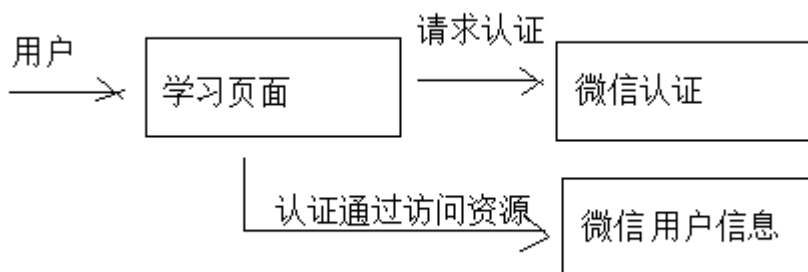 用户
学习页面
请求认证
微信认证
认证通过访问资源
微信用户信息